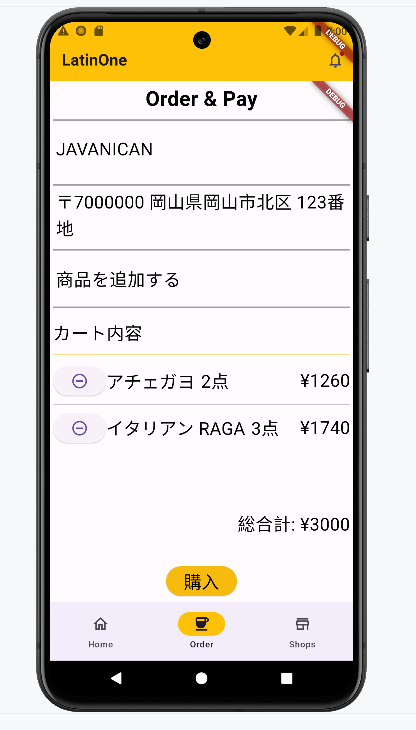 DEBUG
LatinOne
DEBUG
Order & Pay
JAVANICAN
〒7000000 岡山県岡山市北区 123番
地
商品を追加する
カート内容
アチェガヨ 2点 ¥1260
イタリアン RAGA 3点 ¥1740
総合計: ¥3000
購入
Home Order Shops